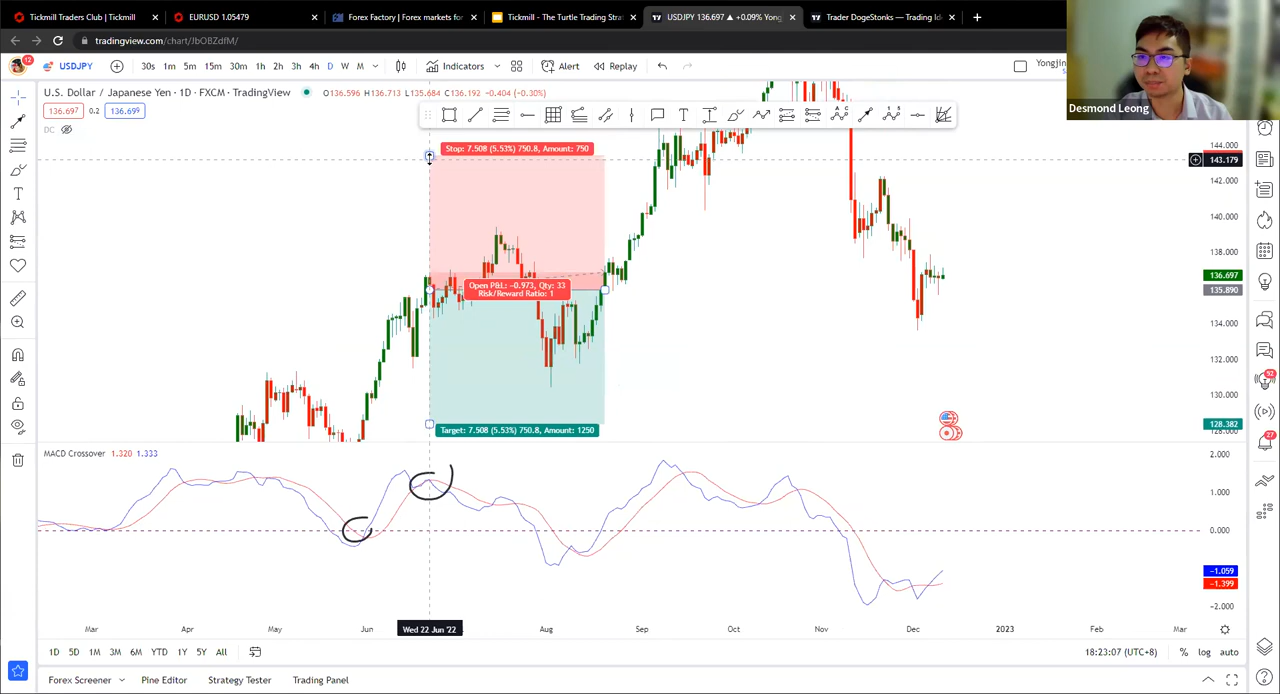 Tickmill Traders Club | Tickmill
EURUSD 1.05479
Forex Factory | Forex markets for
Tickmill - The Turtle Trading Strat
USDJPY 136.697 ▲ +0.09% Yong
Trader DogeStonks — Trading Id
tradingview.com/chart/JbOBZdfM/
12
USDJPY
30s 1m 5m 15m 30m 1h 2h 3h 4h D W M
Indicators
Alert
Replay
Yongjin
Desmond Leong
U.S. Dollar / Japanese Yen · 1D · FXCM · TradingView
O136.596 H136.713 L135.684 C136.192 −0.404 (−0.30%)
136.697 0.2 136.699
DC
Stop: 7.508 (5.53%) 750.8, Amount: 750
Open P&L: −0.973, Qty: 33
Risk/Reward Ratio: 1
Target: 7.508 (5.53%) 750.8, Amount: 1250
144.000
143.179
142.000
140.000
138.000
136.697
135.890
134.000
132.000
130.000
128.382
128.000
52
27
MACD Crossover 1.320 1.333
2.000
1.000
0.000
−1.059
−1.399
−2.000
Mar Apr May Jun Wed 22 Jun '22 Aug Sep Oct Nov Dec 2023 Feb Mar
1D 5D 1M 3M 6M YTD 1Y 5Y All
18:23:07 (UTC+8) % log auto
Forex Screener Pine Editor Strategy Tester Trading Panel